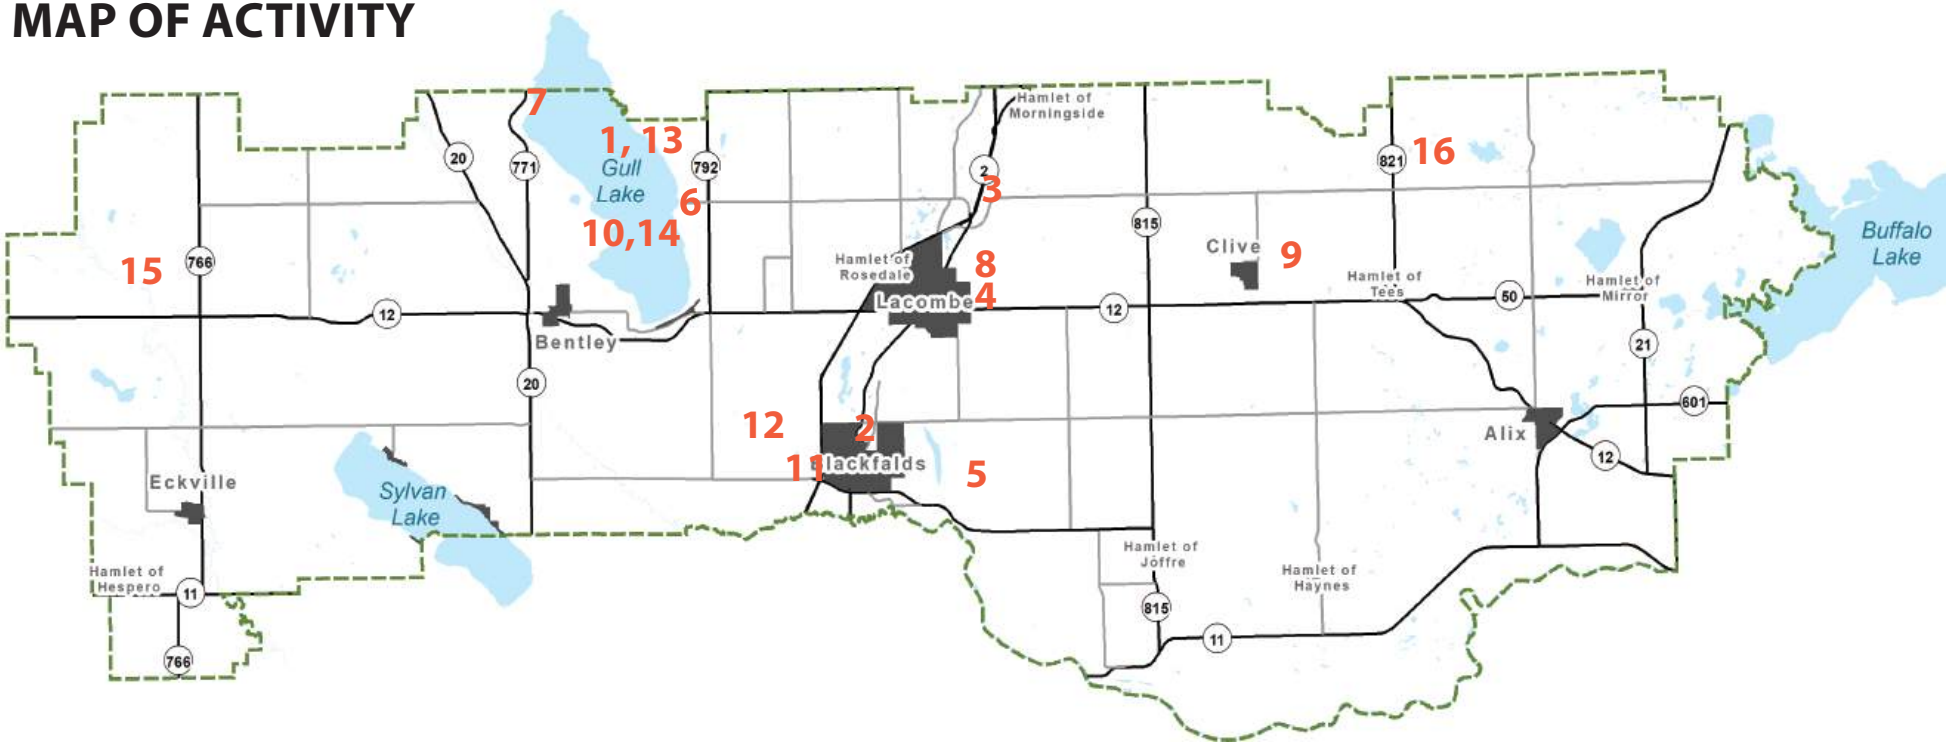 MAP OF ACTIVITY
7
Hamlet of
Morningside
1, 13
20
771
Gull
Lake
792
2
821
16
3
6
10,14
815
Buffalo
Lake
15
766
Hamlet of
Rosedale
8
Clive
9
Hamlet of
Tees
Hamlet of
Mirror
Lacombe
4
12
12
50
Bentley
21
20
601
12
2
Alix
11
Blackfalds
5
12
Eckville
Sylvan
Lake
Hamlet of
Joffre
Hamlet of
Hespero
11
Hamlet of
Haynes
815
11
766